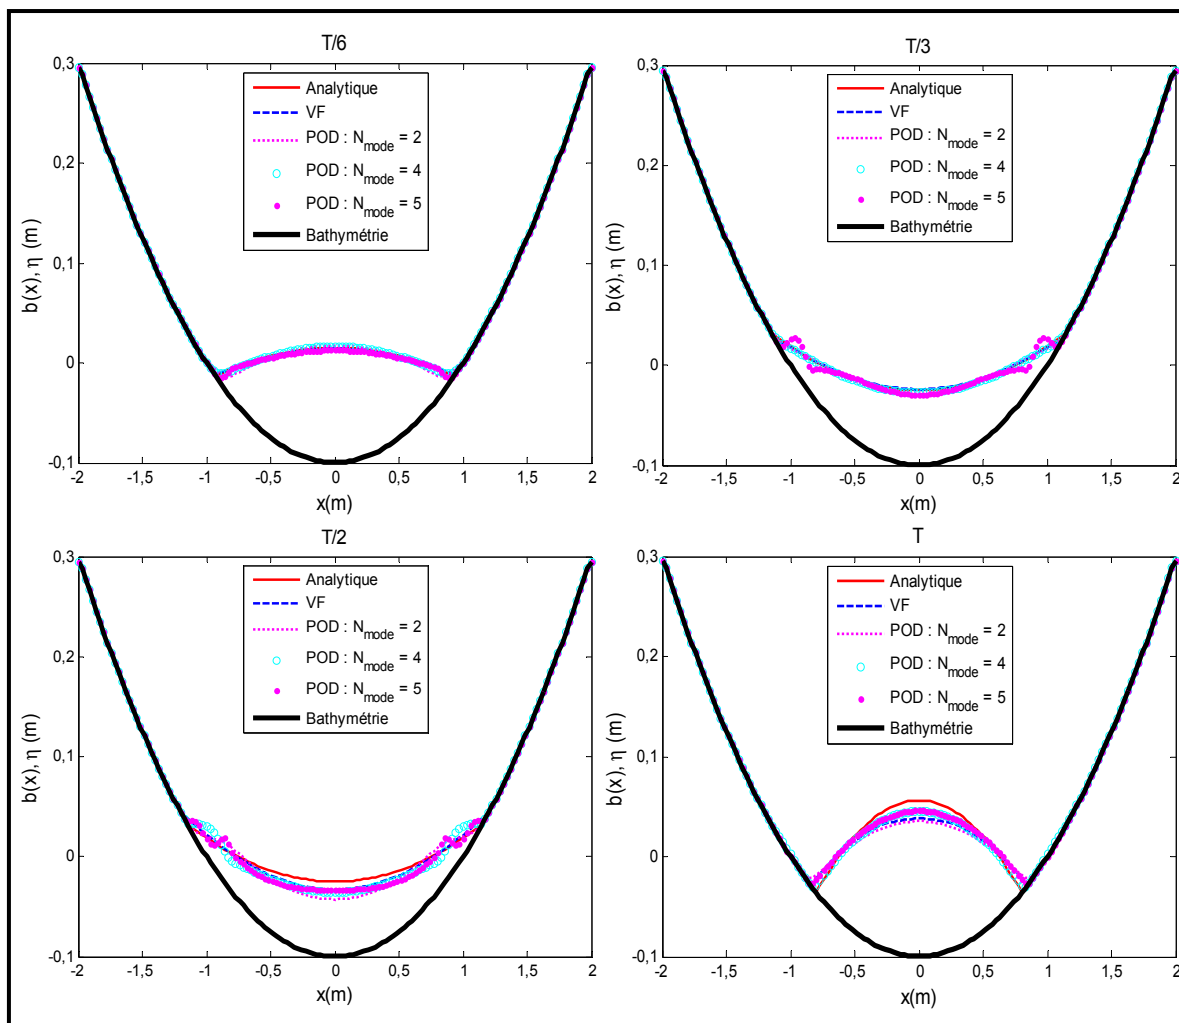 T/6
0,3
0,2
0,1
0
-0,1
b(x), η (m)
Analytique
VF
POD : Nmode = 2
POD : Nmode = 4
POD : Nmode = 5
Bathymétrie
-2 -1,5 -1 -0,5 0 0,5 1 1,5 2
x(m)
T/3
0,3
0,2
0,1
0
-0,1
b(x), η (m)
Analytique
VF
POD : Nmode = 2
POD : Nmode = 4
POD : Nmode = 5
Bathymétrie
-2 -1,5 -1 -0,5 0 0,5 1 1,5 2
x(m)
T/2
0,3
0,2
0,1
0
-0,1
b(x), η (m)
Analytique
VF
POD : Nmode = 2
POD : Nmode = 4
POD : Nmode = 5
Bathymétrie
-2 -1,5 -1 -0,5 0 0,5 1 1,5 2
x(m)
T
0,3
0,2
0,1
0
-0,1
b(x), η (m)
Analytique
VF
POD : Nmode = 2
POD : Nmode = 4
POD : Nmode = 5
Bathymétrie
-2 -1,5 -1 -0,5 0 0,5 1 1,5 2
x(m)